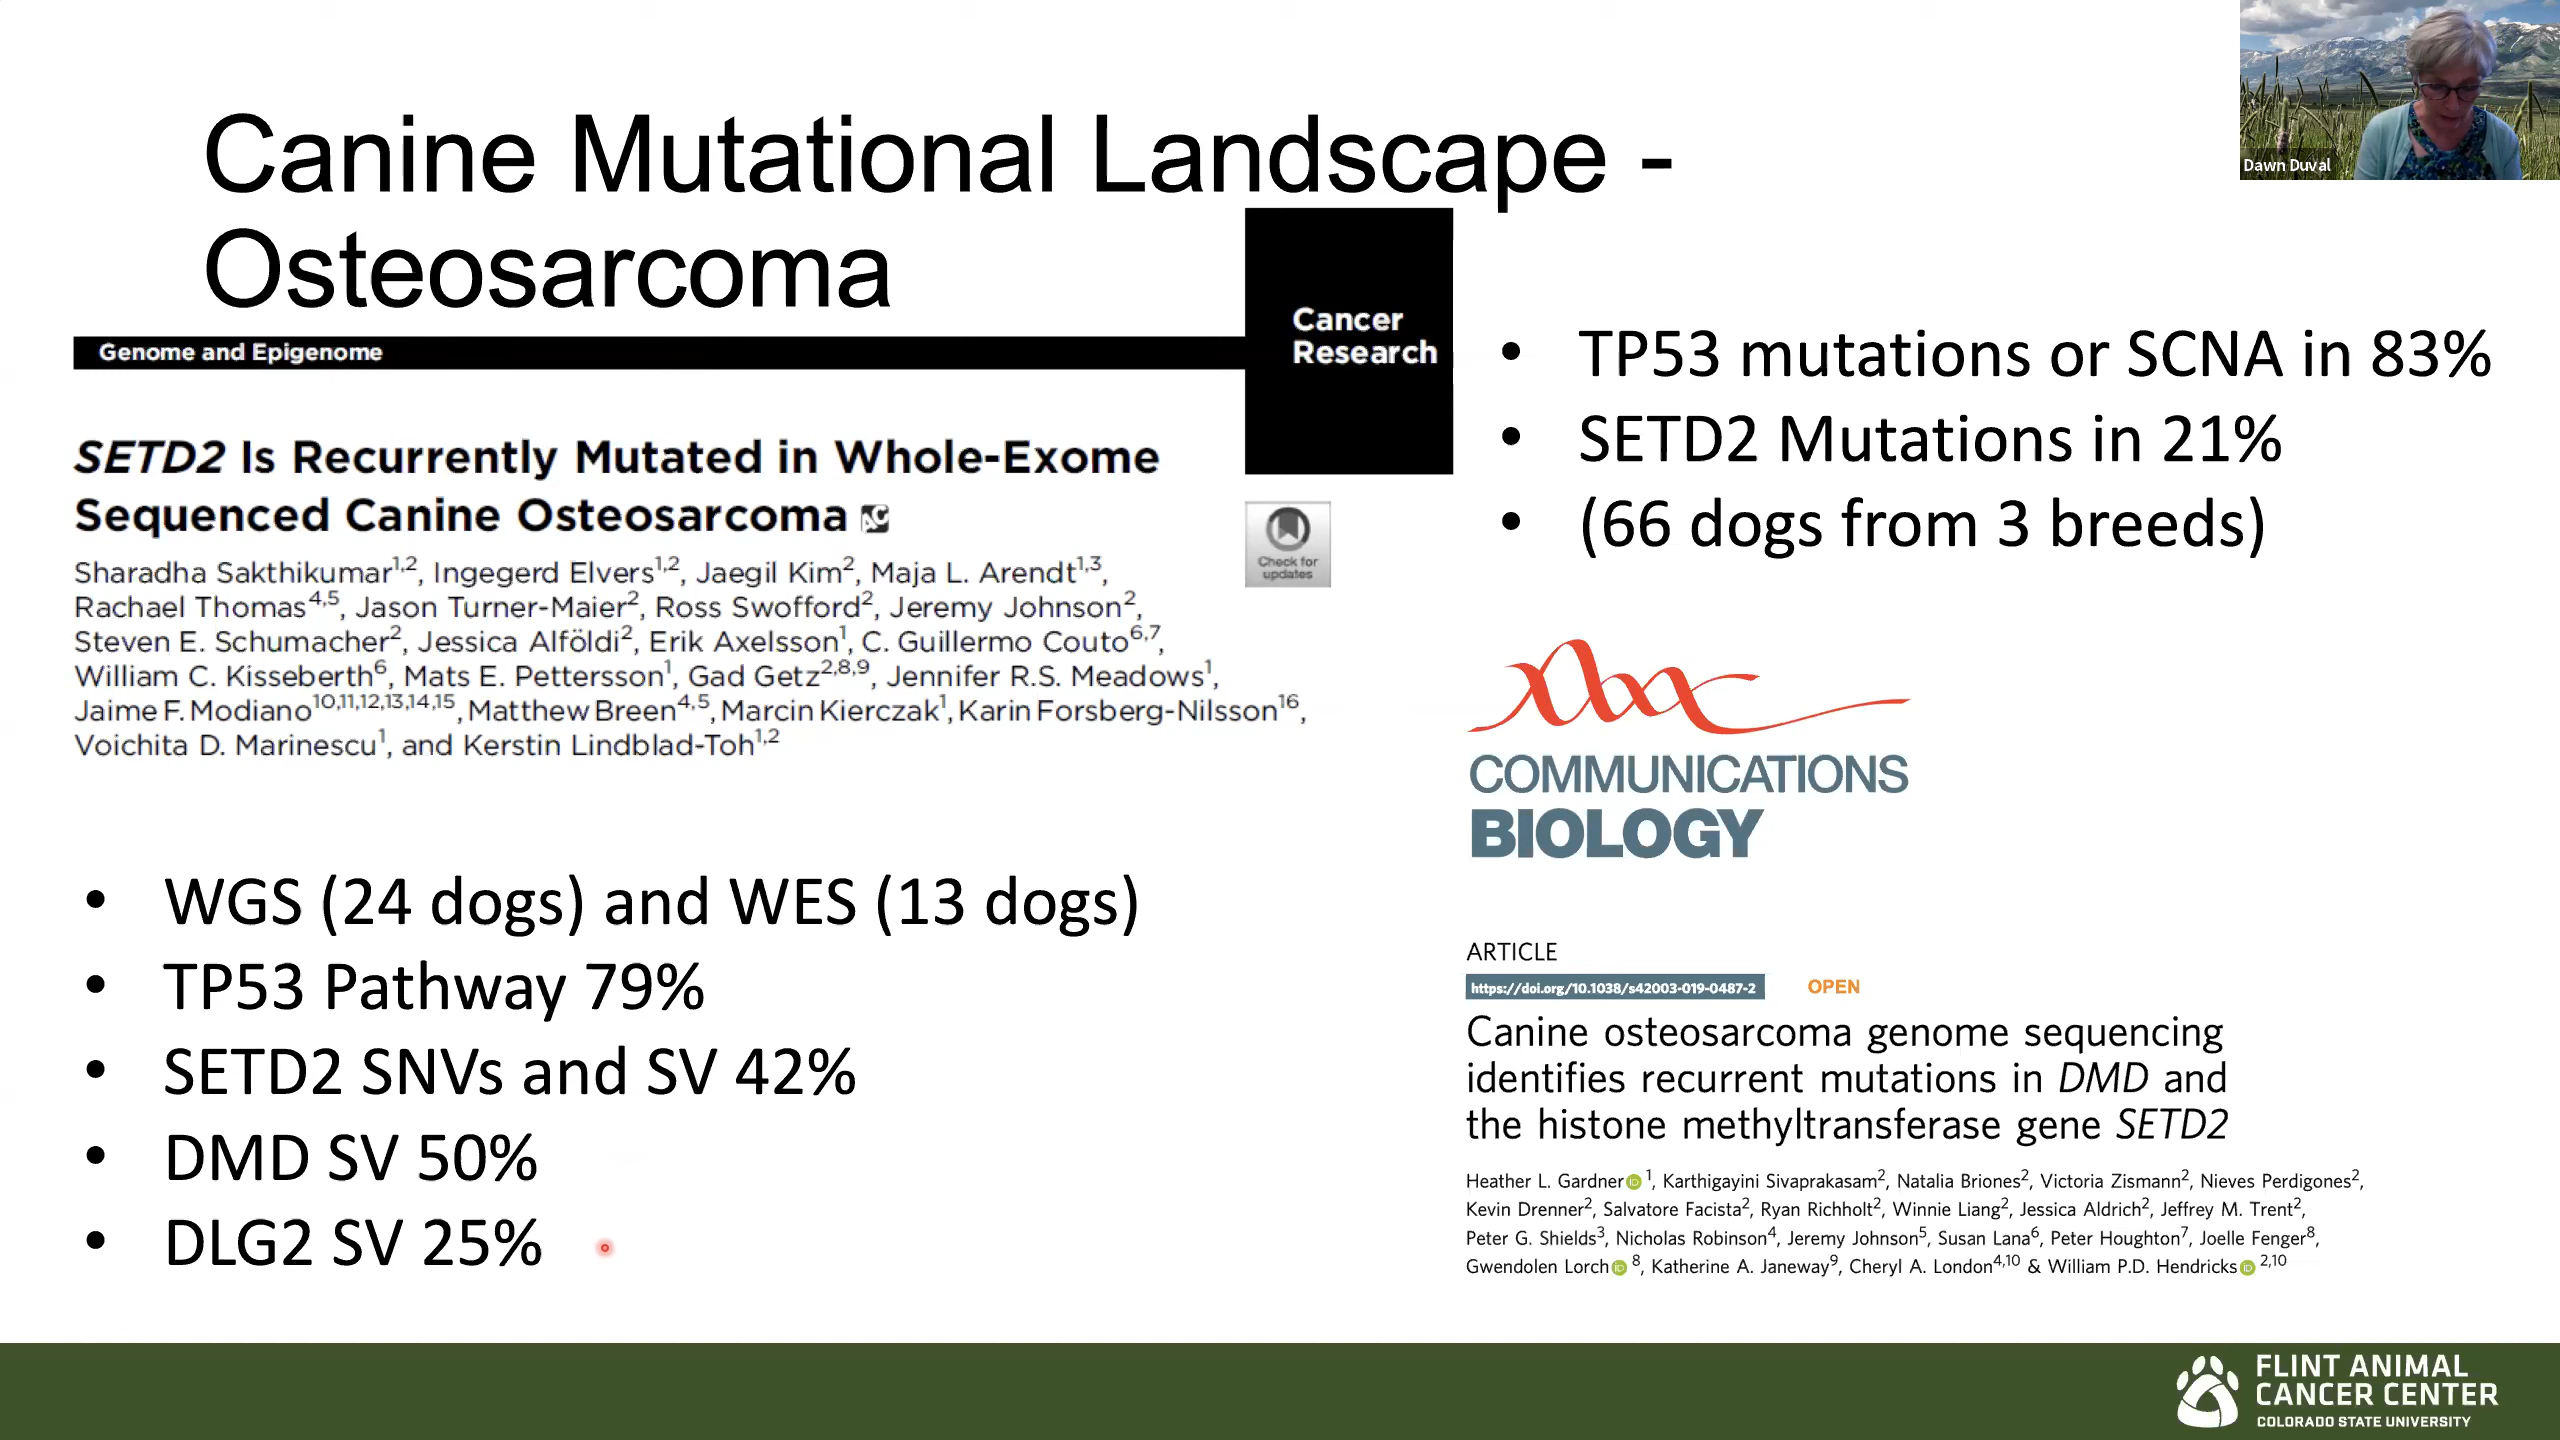 Dawn Duval
Canine Mutational Landscape -
Osteosarcoma
Genome and Epigenome
Cancer
Research
SETD2 Is Recurrently Mutated in Whole-Exome
Sequenced Canine Osteosarcoma AC
Check for
updates
Sharadha Sakthikumar1,2, Ingegerd Elvers1,2, Jaegil Kim2, Maja L. Arendt1,3,
Rachael Thomas4,5, Jason Turner-Maier2, Ross Swofford2, Jeremy Johnson2,
Steven E. Schumacher2, Jessica Alföldi2, Erik Axelsson1, C. Guillermo Couto6,7,
William C. Kisseberth6, Mats E. Pettersson1, Gad Getz2,8,9, Jennifer R.S. Meadows1,
Jaime F. Modiano10,11,12,13,14,15, Matthew Breen4,5, Marcin Kierczak1, Karin Forsberg-Nilsson16,
Voichita D. Marinescu1, and Kerstin Lindblad-Toh1,2
• TP53 mutations or SCNA in 83%
• SETD2 Mutations in 21%
• (66 dogs from 3 breeds)
• WGS (24 dogs) and WES (13 dogs)
• TP53 Pathway 79%
• SETD2 SNVs and SV 42%
• DMD SV 50%
• DLG2 SV 25%
COMMUNICATIONS
BIOLOGY
ARTICLE
https://doi.org/10.1038/s42003-019-0487-2 OPEN
Canine osteosarcoma genome sequencing
identifies recurrent mutations in DMD and
the histone methyltransferase gene SETD2
Heather L. Gardner iD 1, Karthigayini Sivaprakasam2, Natalia Briones2, Victoria Zismann2, Nieves Perdigones2,
Kevin Drenner2, Salvatore Facista2, Ryan Richholt2, Winnie Liang2, Jessica Aldrich2, Jeffrey M. Trent2,
Peter G. Shields3, Nicholas Robinson4, Jeremy Johnson5, Susan Lana6, Peter Houghton7, Joelle Fenger8,
Gwendolen Lorch iD 8, Katherine A. Janeway9, Cheryl A. London4,10 & William P.D. Hendricks iD 2,10
FLINT ANIMAL
CANCER CENTER
COLORADO STATE UNIVERSITY